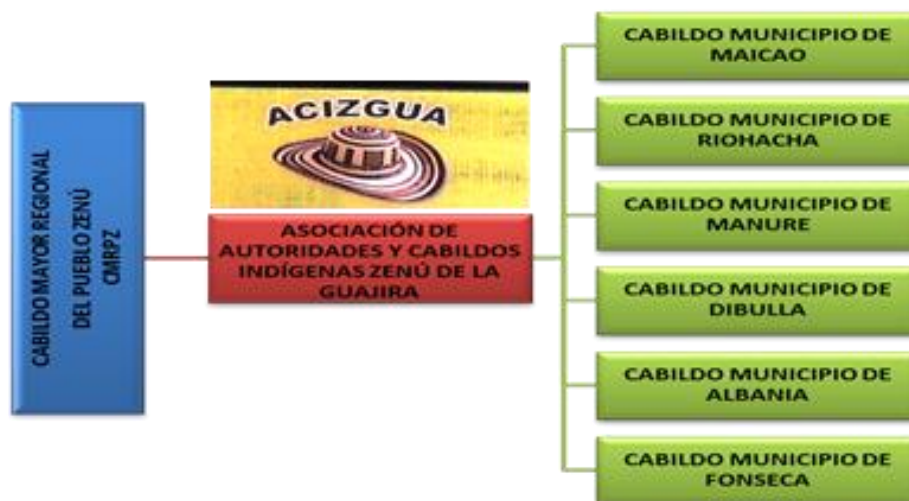 CABILDO MAYOR REGIONAL
DEL PUEBLO ZENÚ
CMRPZ
ACIZGUA
ASOCIACIÓN DE
AUTORIDADES Y CABILDOS
INDÍGENAS ZENÚ DE LA
GUAJIRA
CABILDO MUNICIPIO DE
MAICAO
CABILDO MUNICIPIO DE
RIOHACHA
CABILDO MUNICIPIO DE
MANURE
CABILDO MUNICIPIO DE
DIBULLA
CABILDO MUNICIPIO DE
ALBANIA
CABILDO MUNICIPIO DE
FONSECA